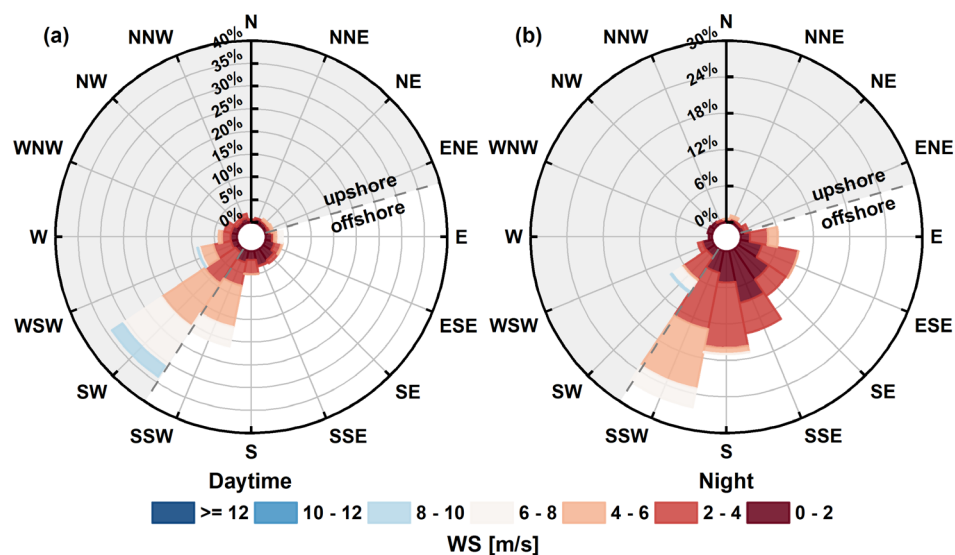 (a)
N
NNE
NE
ENE
E
ESE
SE
SSE
S
SSW
SW
WSW
W
WNW
NW
NNW
40%
35%
30%
25%
20%
15%
10%
5%
0%
upshore
offshore
Daytime
(b)
N
NNE
NE
ENE
E
ESE
SE
SSE
S
SSW
SW
WSW
W
WNW
NW
NNW
30%
24%
18%
12%
6%
0%
upshore
offshore
Night
>= 12 10 - 12 8 - 10 6 - 8 4 - 6 2 - 4 0 - 2
WS [m/s]